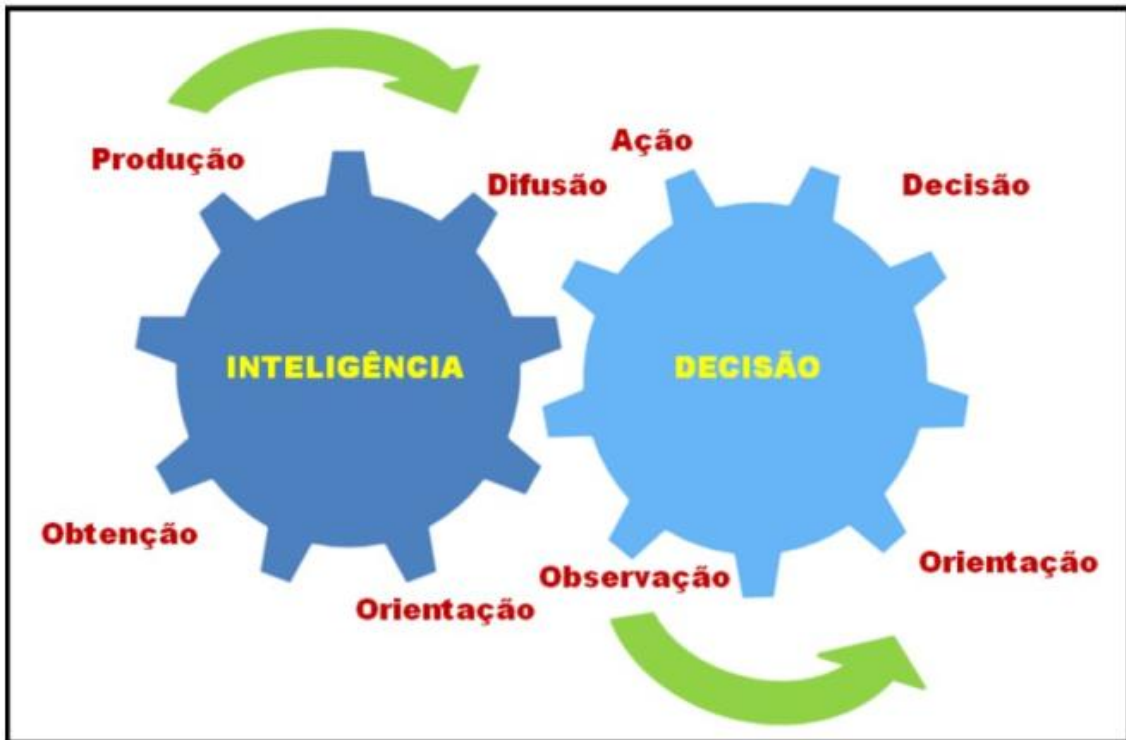 Ação
Produção
Difusão
Decisão
INTELIGÊNCIA
DECISÃO
Obtenção
Observação
Orientação
Orientação